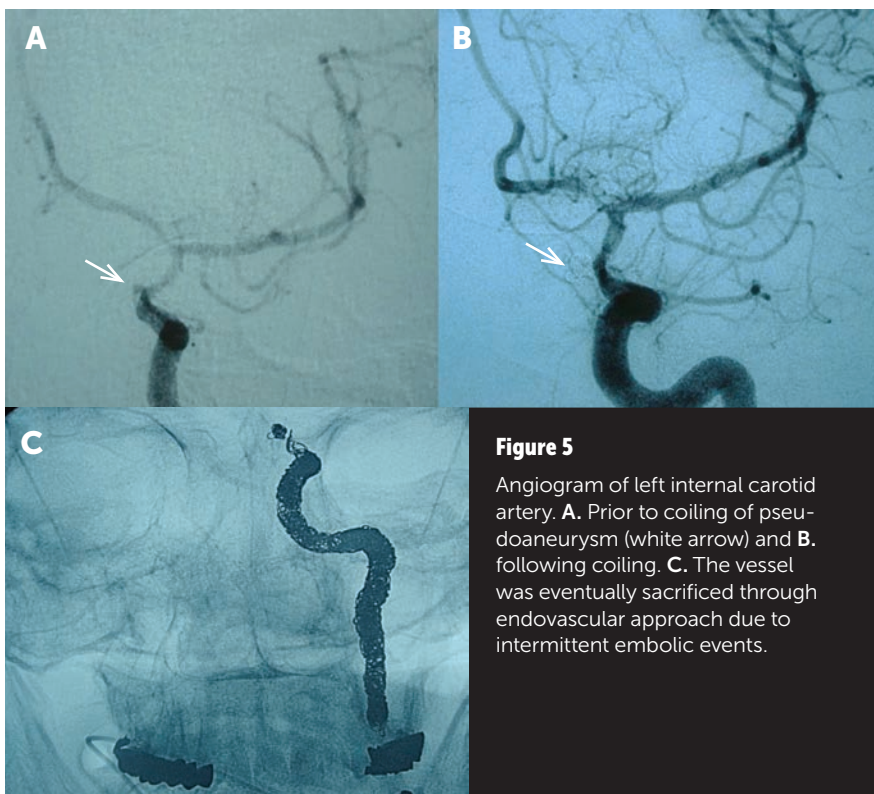 A
B
C
Figure 5
Angiogram of left internal carotid
artery. A. Prior to coiling of pseu-
doaneurysm (white arrow) and B.
following coiling. C. The vessel
was eventually sacrificed through
endovascular approach due to
intermittent embolic events.